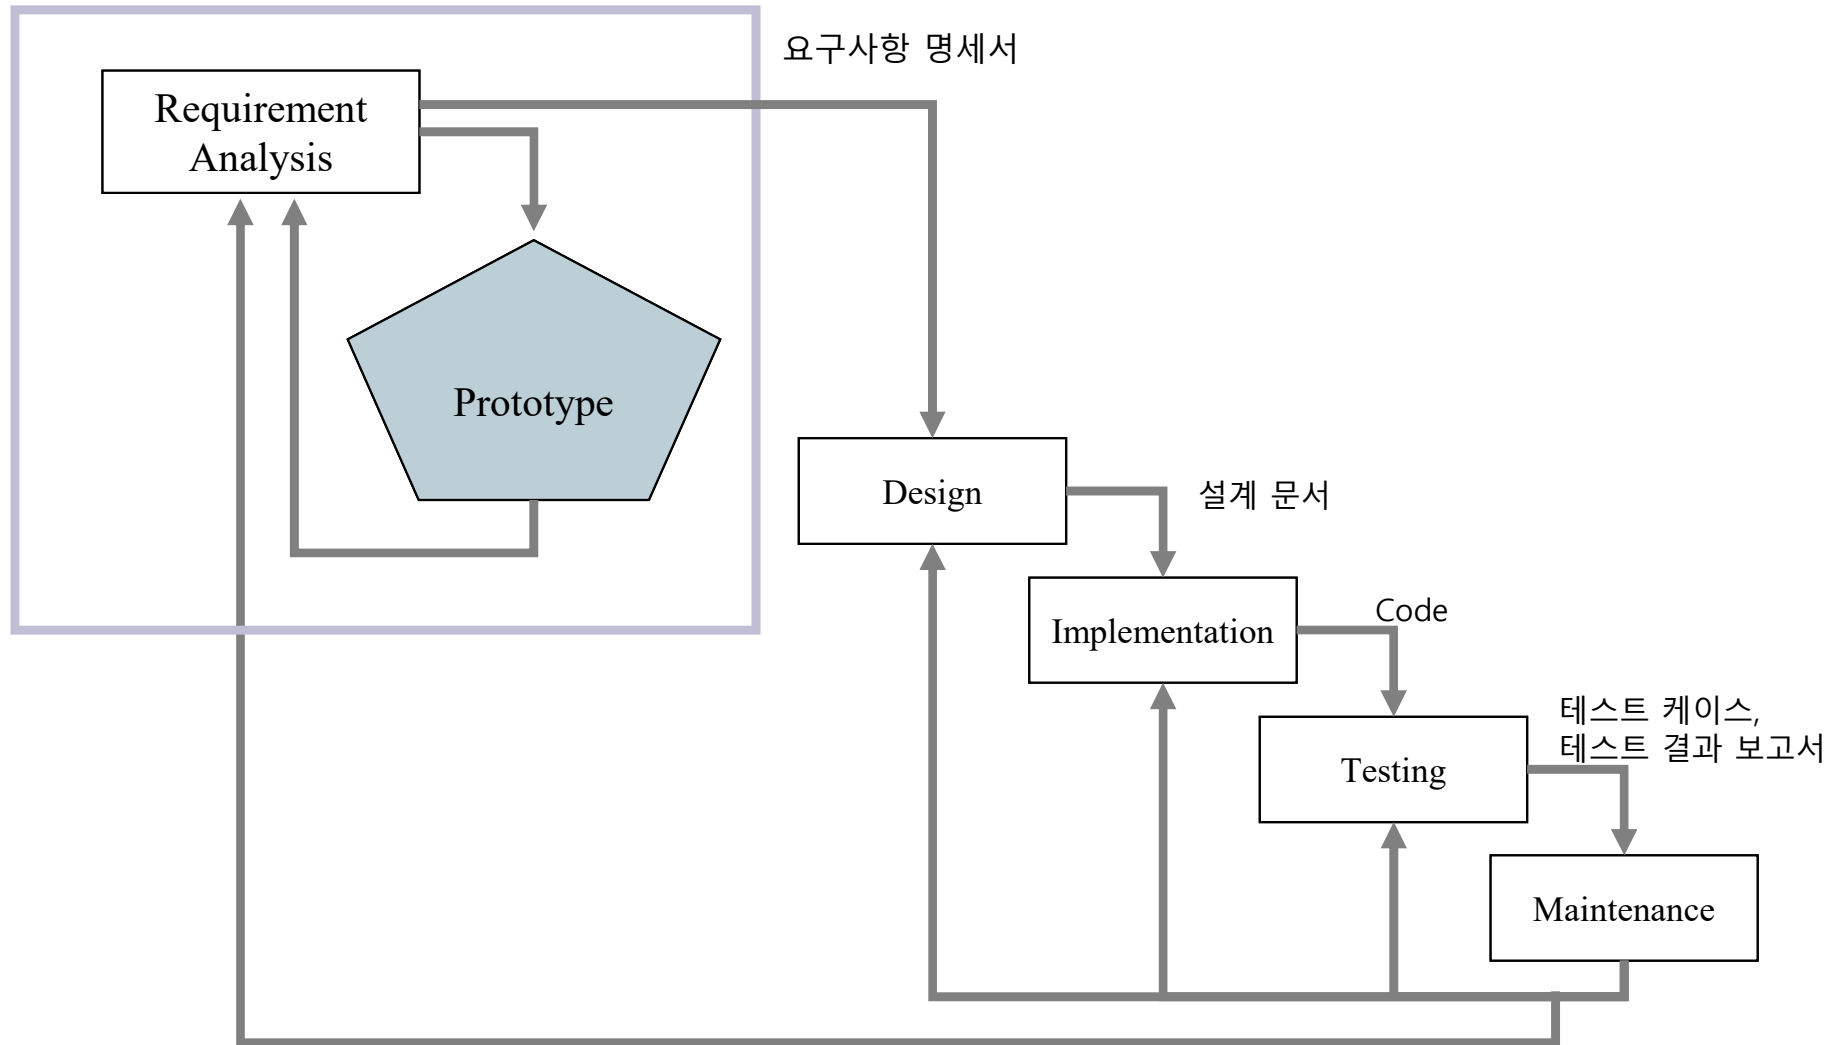 요구사항 명세서
Requirement
Analysis
Prototype
Design
설계 문서
Implementation
Code
테스트 케이스,
테스트 결과 보고서
Testing
Maintenance